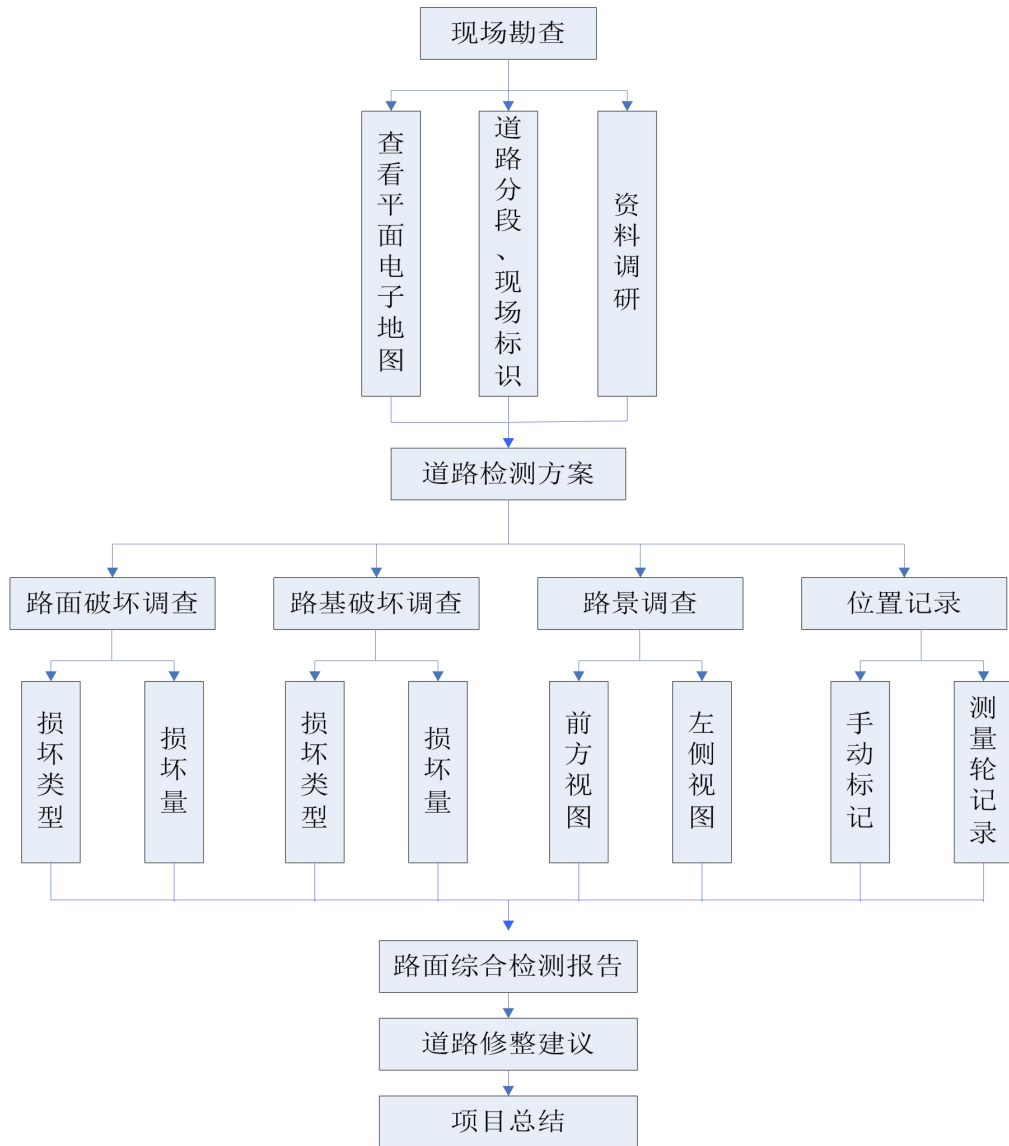 现场勘查
查看平面电子地图
道路分段、现场标识
资料调研
道路检测方案
路面破坏调查
路基破坏调查
路景调查
位置记录
损坏类型
损坏量
损坏类型
损坏量
前方视图
左侧视图
手动标记
测量轮记录
路面综合检测报告
道路修整建议
项目总结